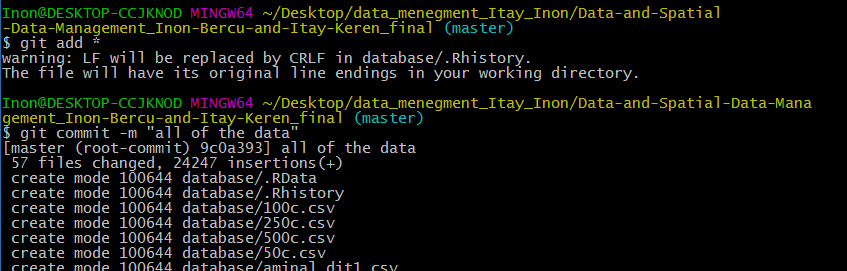 Inon@DESKTOP-CCJKNOD MINGW64 ~/Desktop/data_menegment_Itay_Inon/Data-and-Spatial
-Data-Management_Inon-Bercu-and-Itay-Keren_final (master)
$ git add *
warning: LF will be replaced by CRLF in database/.Rhistory.
The file will have its original line endings in your working directory.
Inon@DESKTOP-CCJKNOD MINGW64 ~/Desktop/data_menegment_Itay_Inon/Data-and-Spatial-Data-Mana
gement_Inon-Bercu-and-Itay-Keren_final (master)
$ git commit -m "all of the data"
[master (root-commit) 9c0a393] all of the data
 57 files changed, 24247 insertions(+)
 create mode 100644 database/.RData
 create mode 100644 database/.Rhistory
 create mode 100644 database/100c.csv
 create mode 100644 database/250c.csv
 create mode 100644 database/500c.csv
 create mode 100644 database/50c.csv
 create mode 100644 database/aminal_dit1.csv